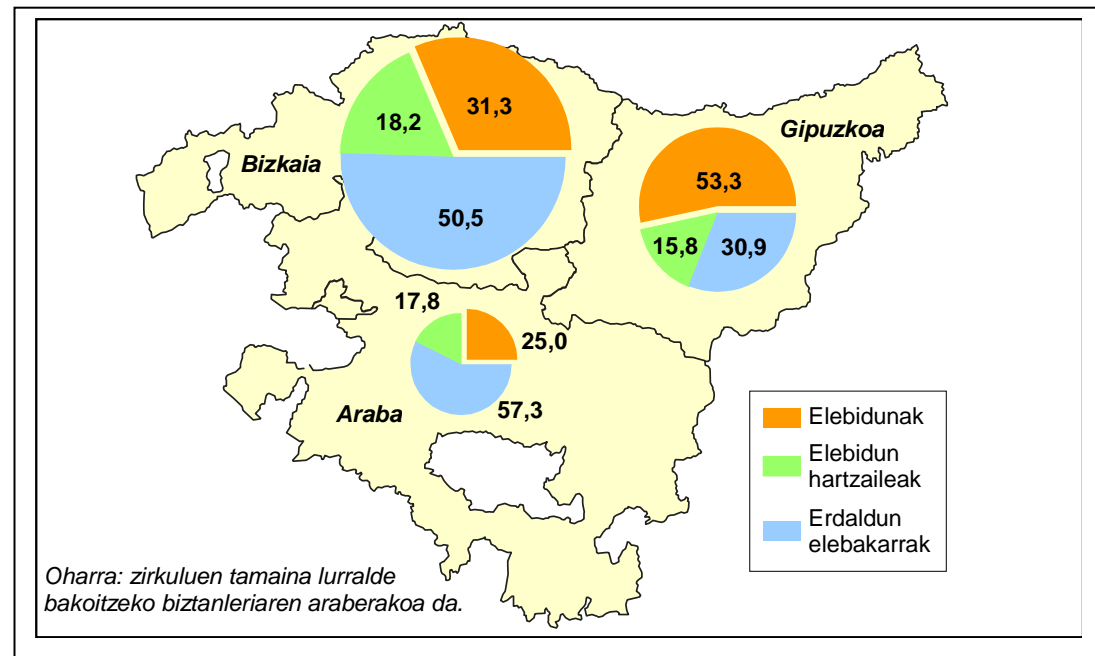 31,3
18,2
Bizkaia
50,5
Gipuzkoa
53,3
15,8
30,9
17,8
25,0
57,3
Araba
Elebidunak
Elebidun
hartzaileak
Erdaldun
elebakarrak
Oharra: zirkuluen tamaina lurralde
bakoitzeko biztanleriaren araberakoa da.